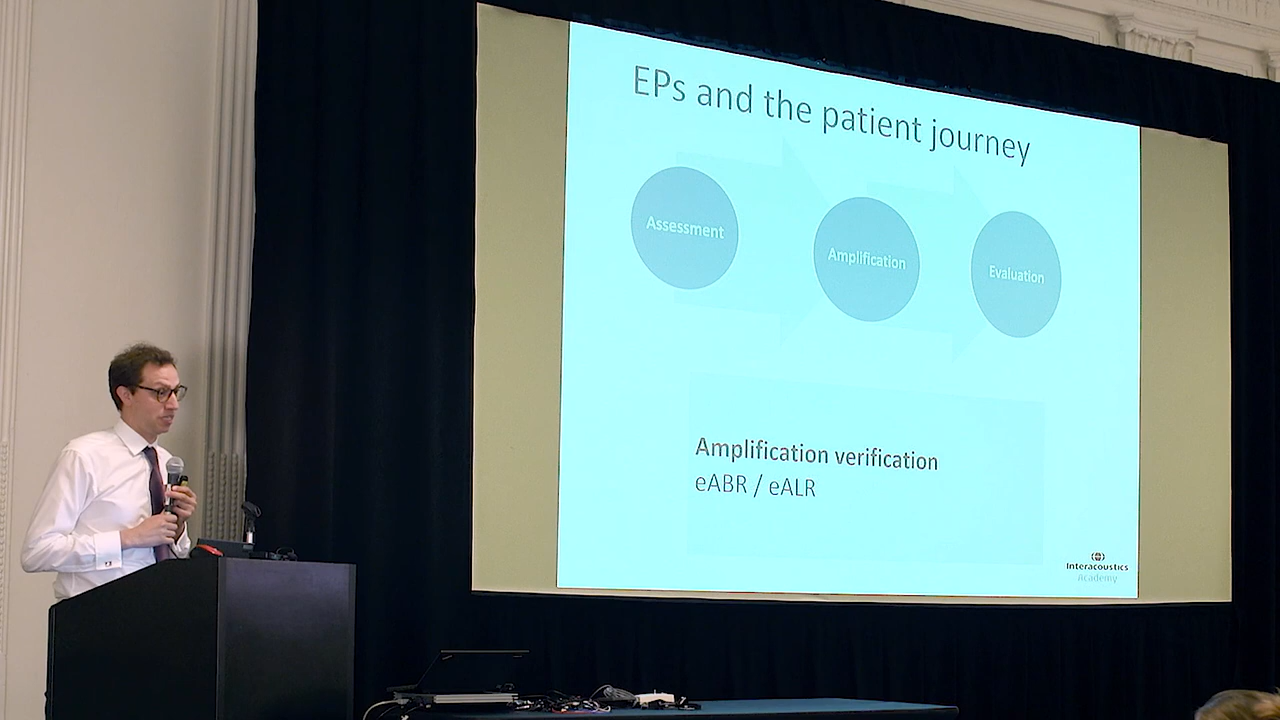 EPs and the patient journey
Assessment
Amplification
Evaluation
Amplification verification
eABR / eALR
Interacoustics
Academy